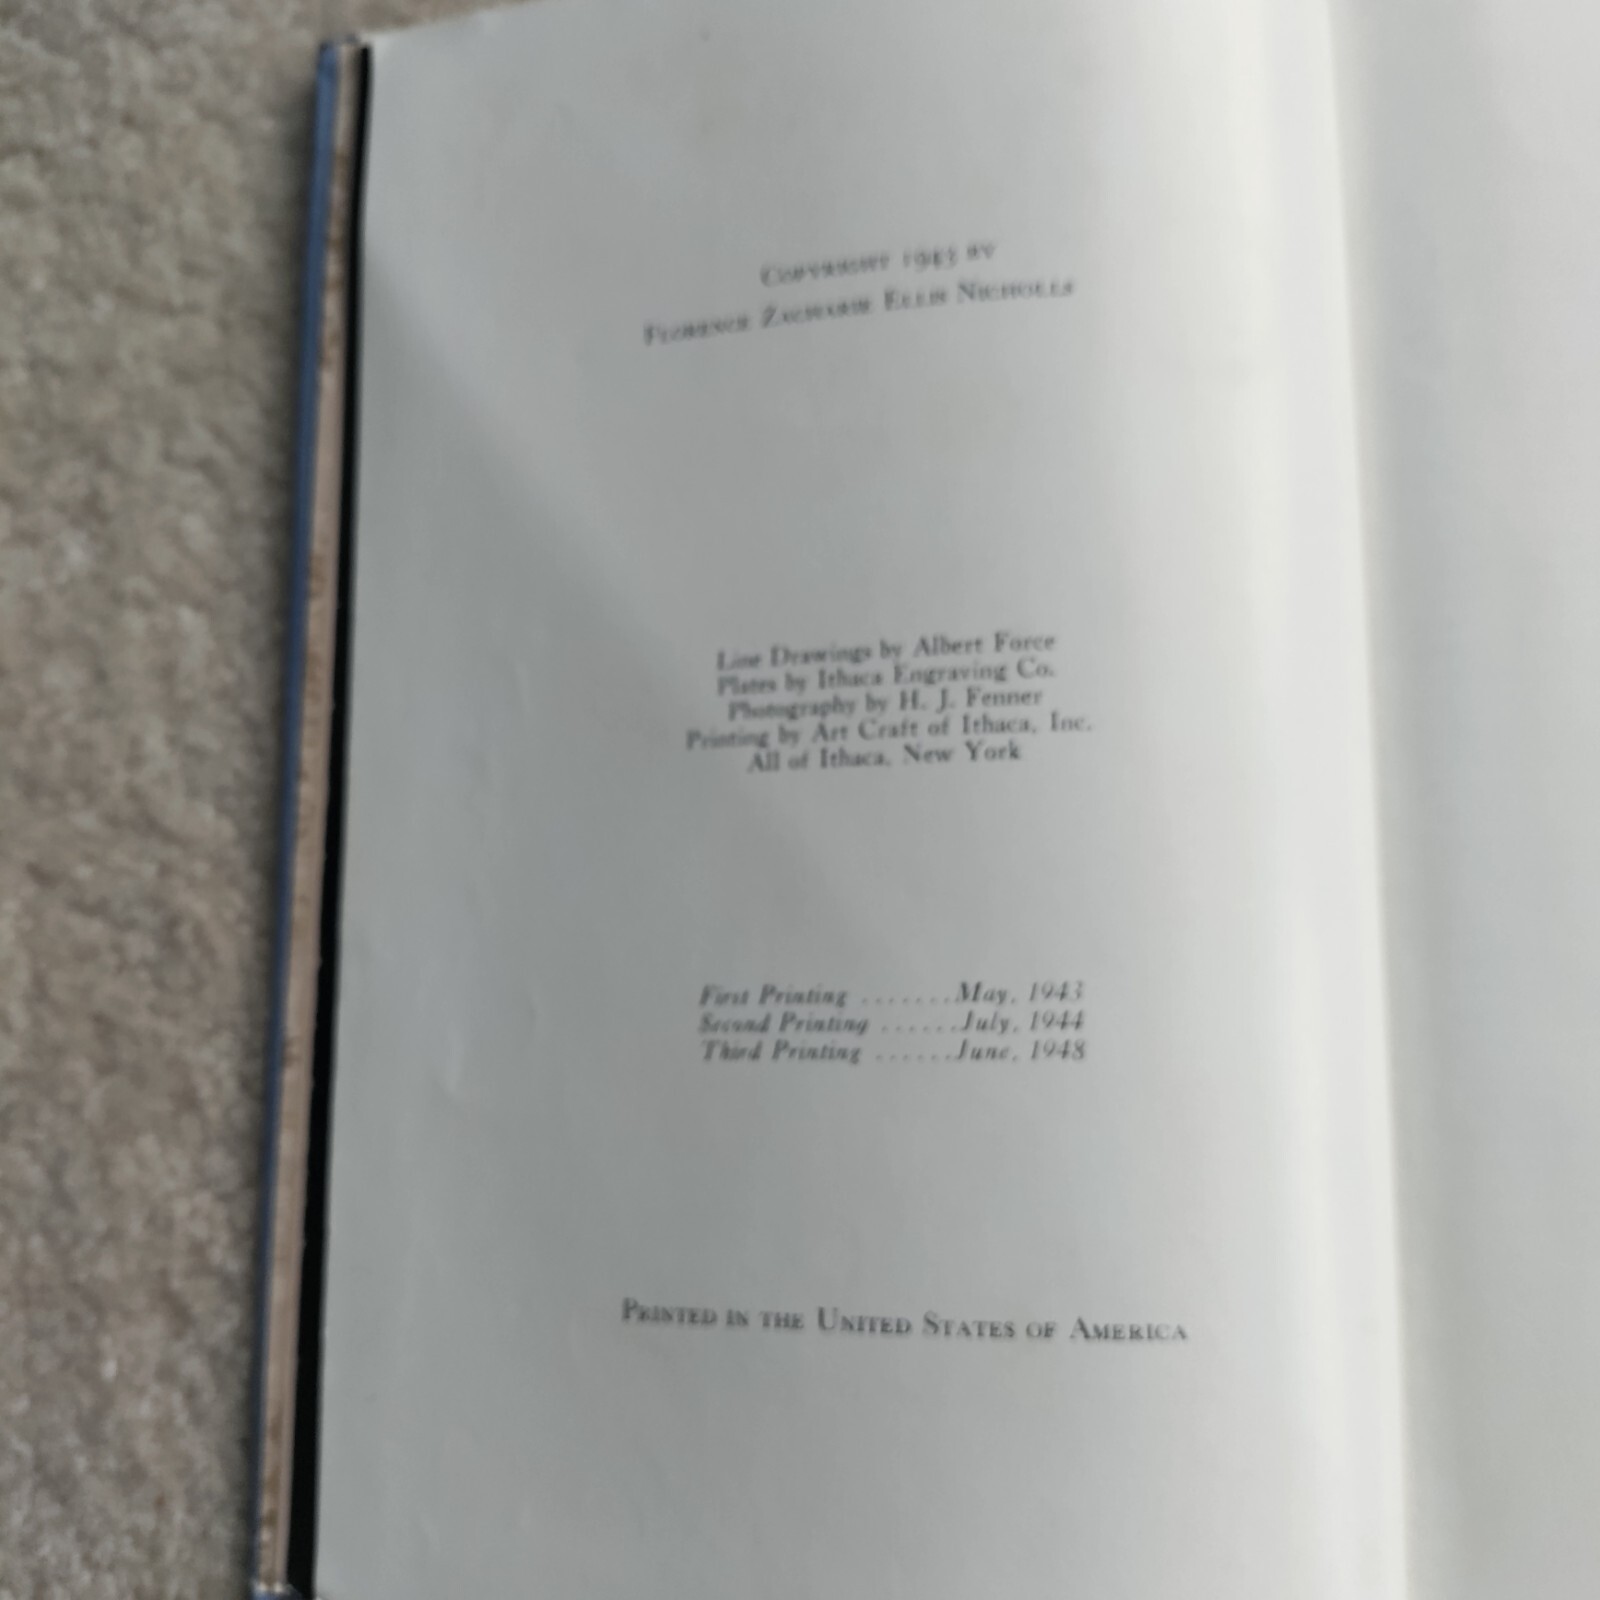 Copyright 1943 by
Florence Zacharie Ellis Nicholls
Line Drawings by Albert Force
Plates by Ithaca Engraving Co.
Photography by H. J. Fenner
Printing by Art Craft of Ithaca, Inc.
All of Ithaca, New York
First Printing .......May, 1943
Second Printing ......July, 1944
Third Printing ......June, 1948
Printed in the United States of America